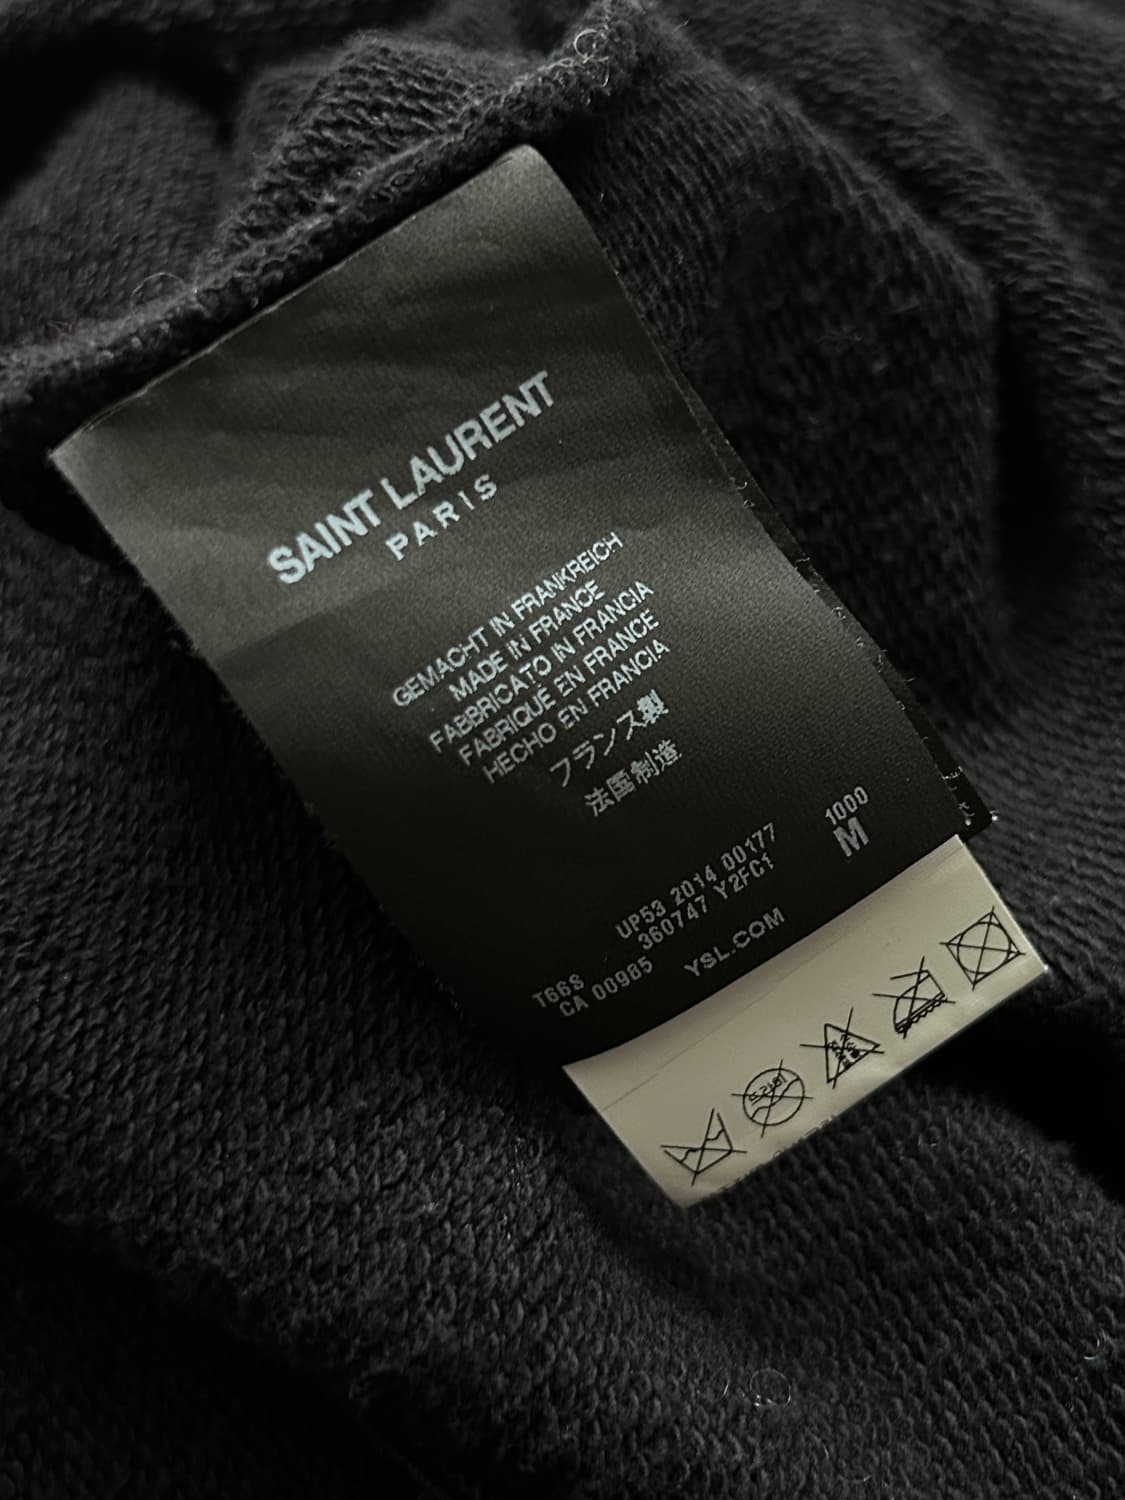 SAINT LAURENT
PARIS
GEMACHT IN FRANKREICH
MADE IN FRANCE
FABBRICATO IN FRANCIA
FABRIQUÉ EN FRANCE
HECHO EN FRANCIA
フランス製
法国制造
1000
M
UP53 2014 00177
360747 Y2FC1
T66S
CA 00985
YSL.COM